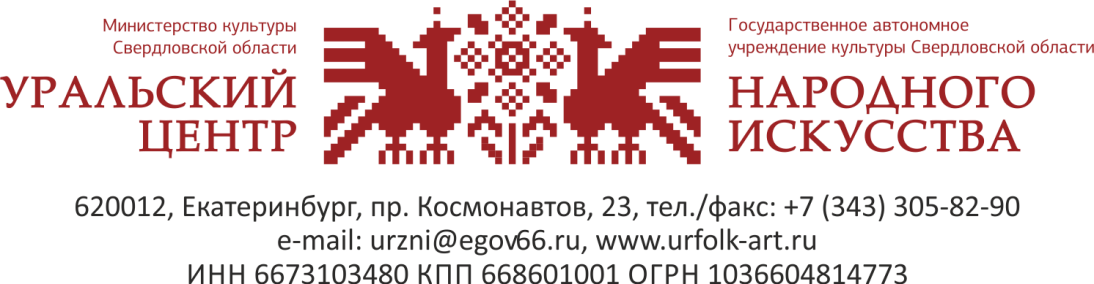 Министерство культуры
Свердловской области
УРАЛЬСКИЙ
ЦЕНТР
Государственное автономное
учреждение культуры Свердловской области
НАРОДНОГО
ИСКУССТВА
620012, Екатеринбург, пр. Космонавтов, 23, тел./факс: +7 (343) 305-82-90
e-mail: urzni@egov66.ru, www.urfolk-art.ru
ИНН 6673103480 КПП 668601001 ОГРН 1036604814773